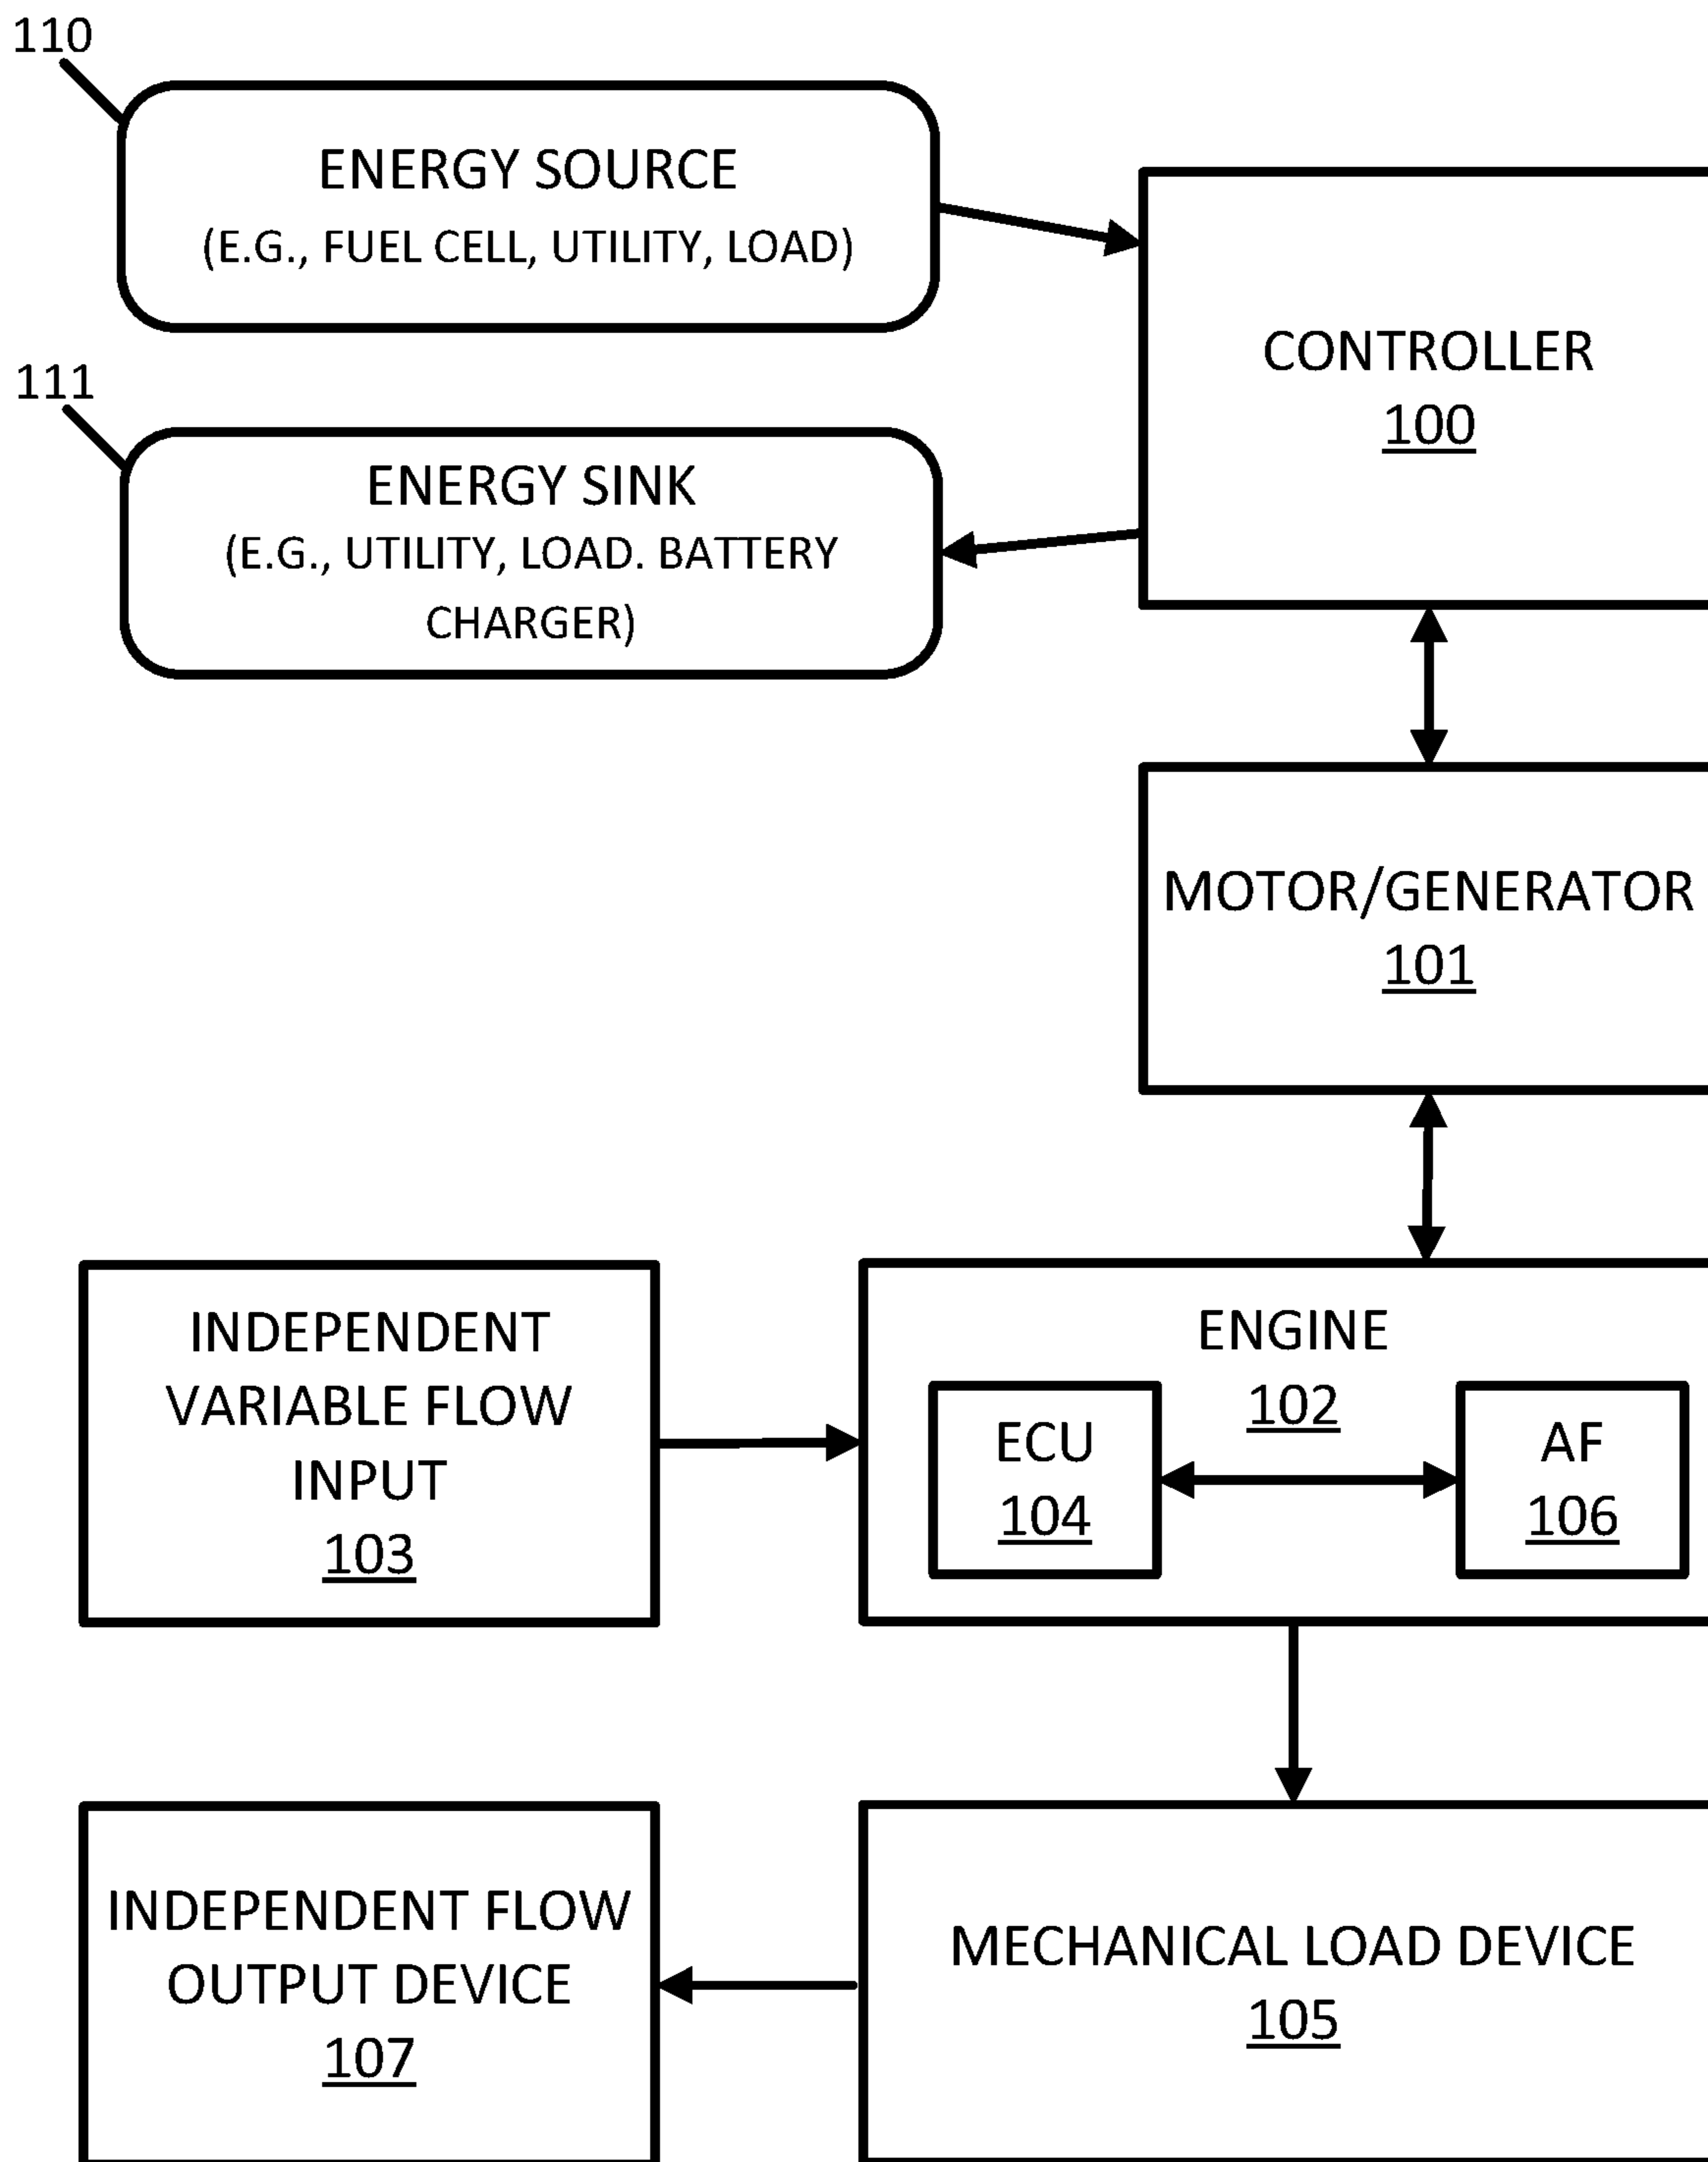 110
ENERGY SOURCE
(E.G., FUEL CELL, UTILITY, LOAD)
CONTROLLER
100
111
ENERGY SINK
(E.G., UTILITY, LOAD. BATTERY
CHARGER)
MOTOR/GENERATOR
101
INDEPENDENT
VARIABLE FLOW
INPUT
103
ENGINE
102
ECU
104
AF
106
INDEPENDENT FLOW
OUTPUT DEVICE
107
MECHANICAL LOAD DEVICE
105